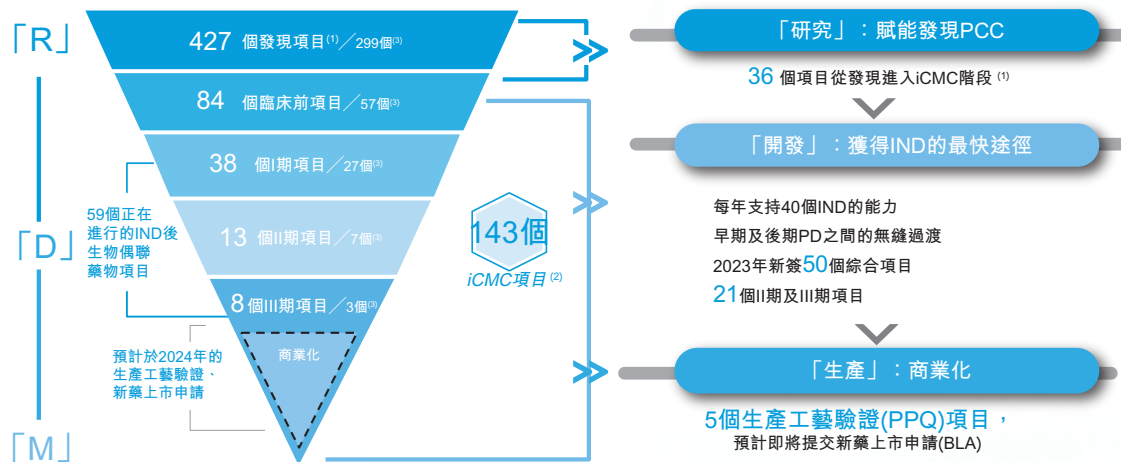 「R」
427 個發現項目(1)／299個(3)
84 個臨床前項目／57個(3)
38 個I期項目／27個(3)
13 個II期項目／7個(3)
8個III期項目／3個(3)
商業化
「D」
59個正在
進行的IND後
生物偶聯
藥物項目
預計於2024年的
生產工藝驗證、
新藥上市申請
「M」
143個
iCMC項目(2)
「研究」：賦能發現PCC
36 個項目從發現進入iCMC階段 (1)
「開發」：獲得IND的最快途徑
每年支持40個IND的能力
早期及後期PD之間的無縫過渡
2023年新簽50個綜合項目
21個II期及III期項目
「生產」：商業化
5個生產工藝驗證(PPQ)項目，
預計即將提交新藥上市申請(BLA)